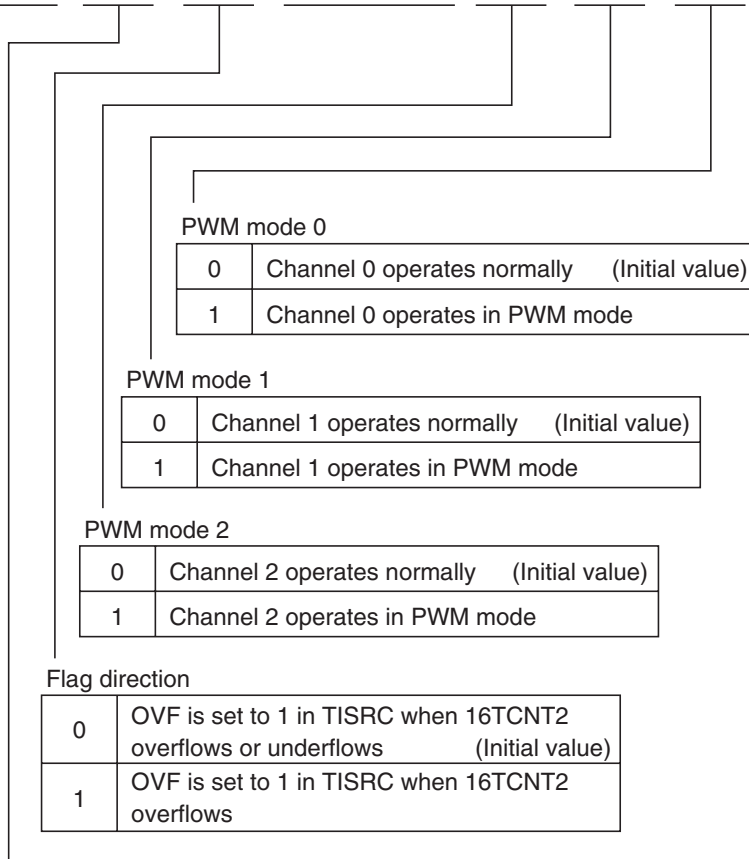 PWM mode 0
0 Channel 0 operates normally (Initial value)
1 Channel 0 operates in PWM mode
PWM mode 1
0 Channel 1 operates normally (Initial value)
1 Channel 1 operates in PWM mode
PWM mode 2
0 Channel 2 operates normally (Initial value)
1 Channel 2 operates in PWM mode
Flag direction
0 OVF is set to 1 in TISRC when 16TCNT2
overflows or underflows (Initial value)
1 OVF is set to 1 in TISRC when 16TCNT2
overflows